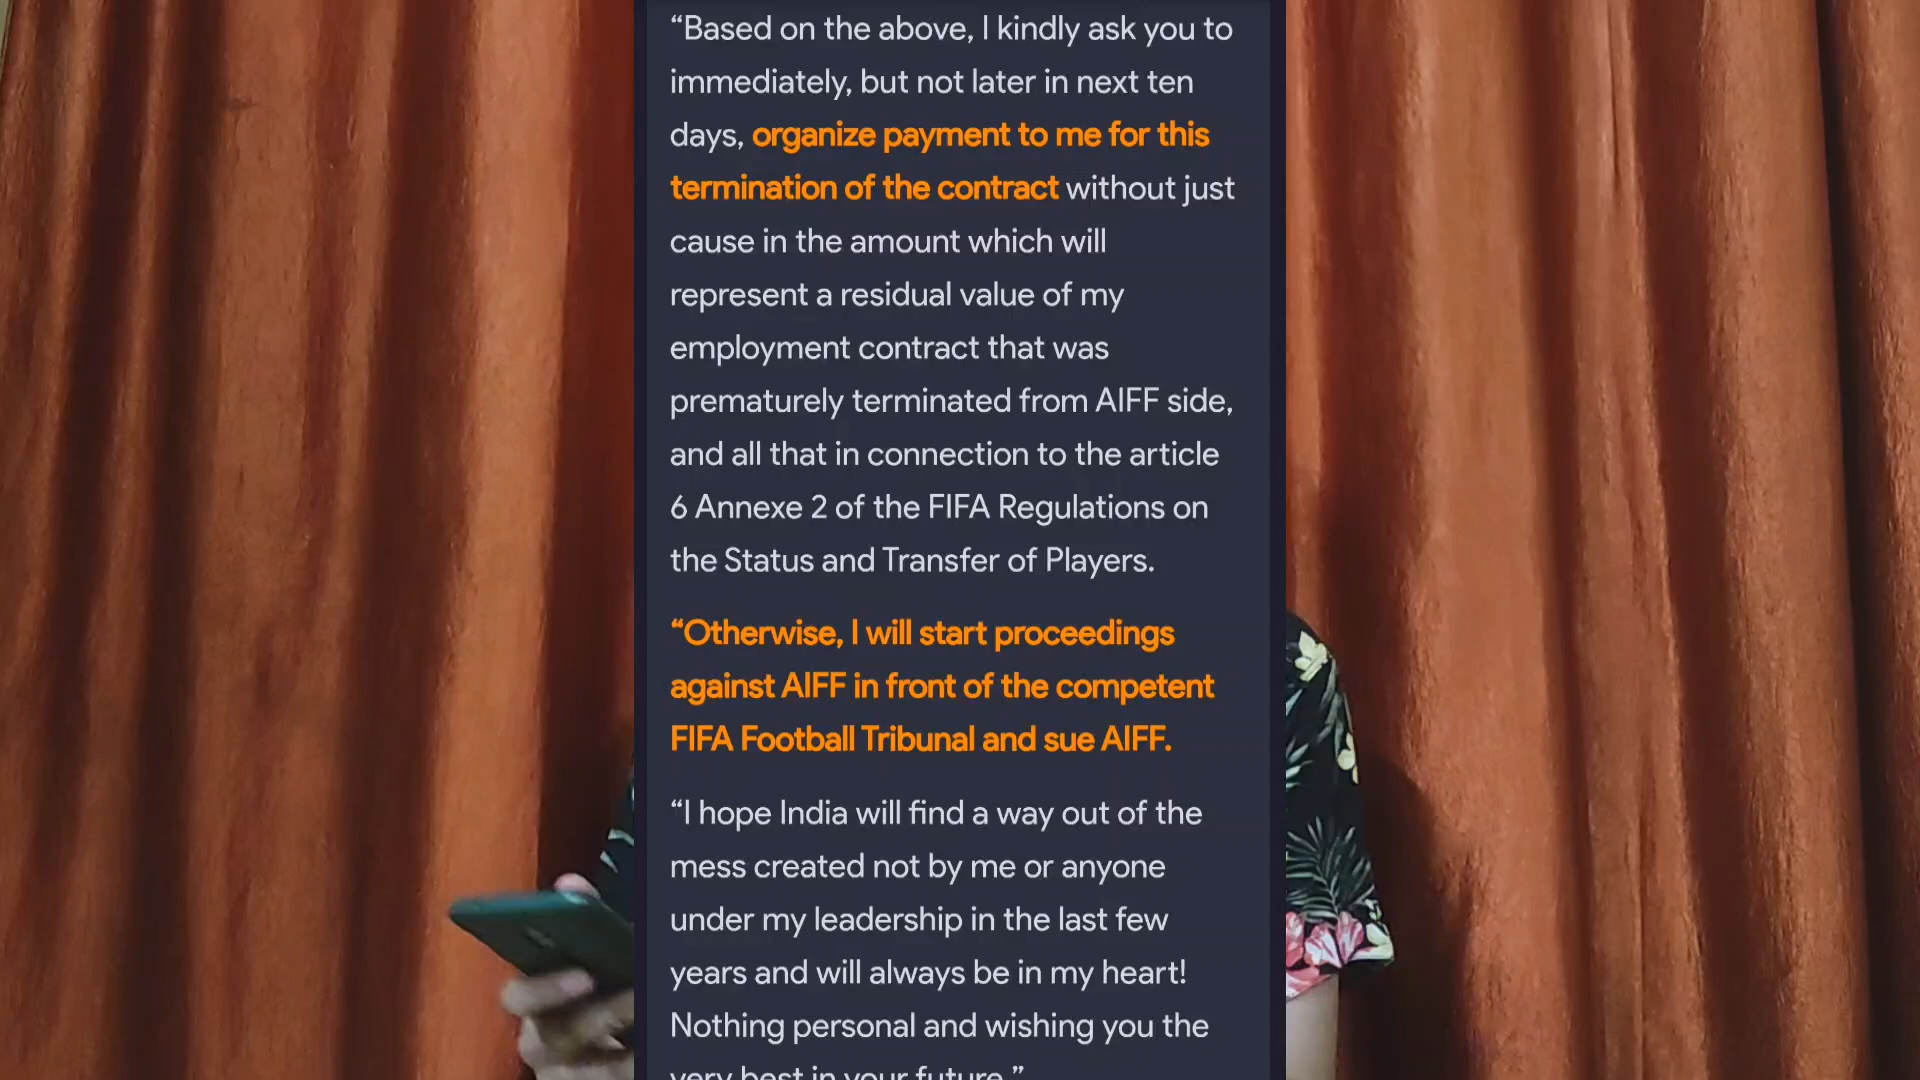 “Based on the above, I kindly ask you to
immediately, but not later in next ten
days, organize payment to me for this
termination of the contract without just
cause in the amount which will
represent a residual value of my
employment contract that was
prematurely terminated from AIFF side,
and all that in connection to the article
6 Annexe 2 of the FIFA Regulations on
the Status and Transfer of Players.
“Otherwise, I will start proceedings
against AIFF in front of the competent
FIFA Football Tribunal and sue AIFF.
“I hope India will find a way out of the
mess created not by me or anyone
under my leadership in the last few
years and will always be in my heart!
Nothing personal and wishing you the
very best in your future.”